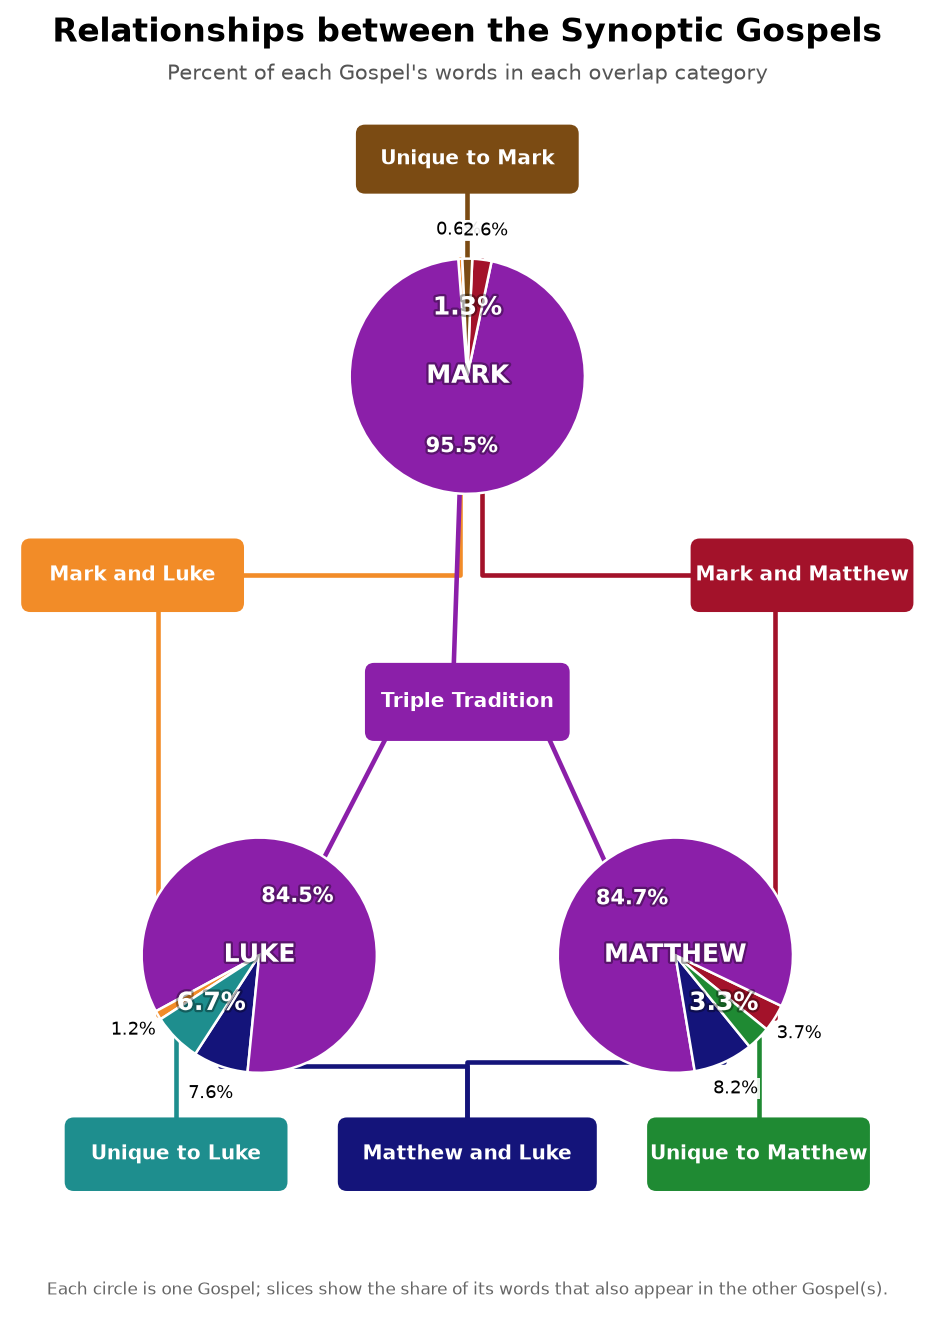 Relationships between the Synoptic Gospels
Percent of each Gospel's words in each overlap category
Unique to Mark
0.6
2.6%
1.3%
MARK
95.5%
Mark and Luke
Mark and Matthew
Triple Tradition
84.5%
84.7%
LUKE
MATTHEW
6.7%
3.3%
1.2%
3.7%
7.6%
8.2%
Unique to Luke
Matthew and Luke
Unique to Matthew
Each circle is one Gospel; slices show the share of its words that also appear in the other Gospel(s).